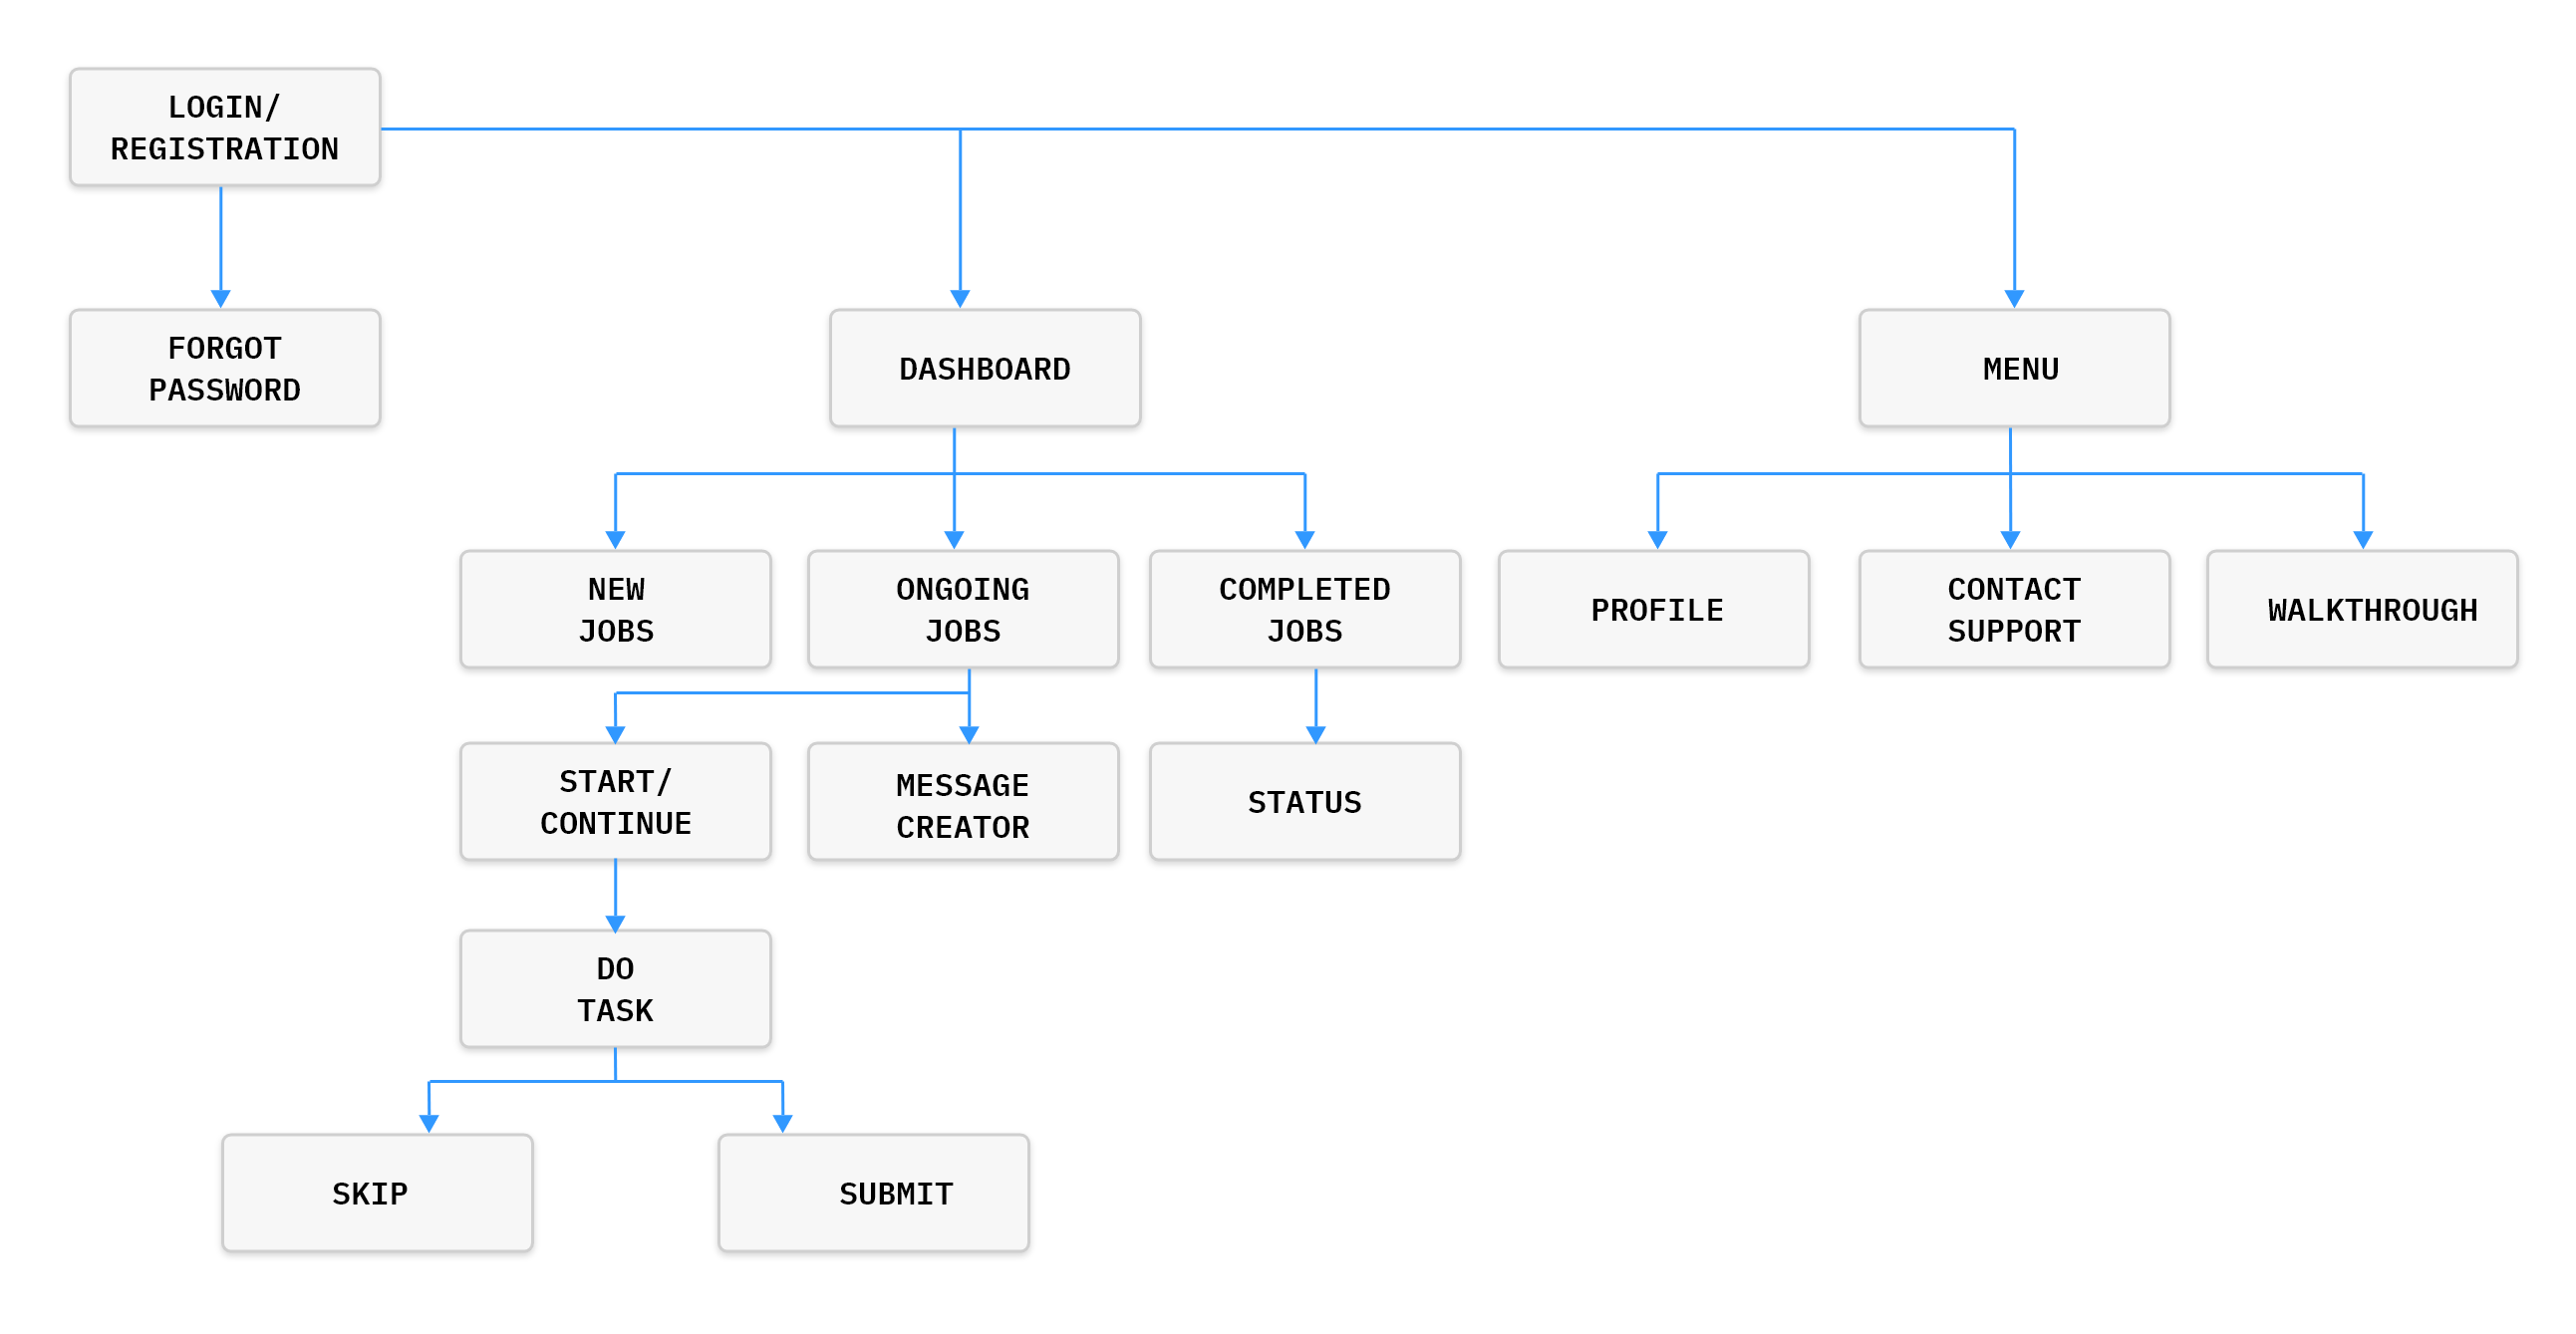 LOGIN/
REGISTRATION
FORGOT
PASSWORD
DASHBOARD
MENU
NEW
JOBS
ONGOING
JOBS
COMPLETED
JOBS
PROFILE
CONTACT
SUPPORT
WALKTHROUGH
START/
CONTINUE
MESSAGE
CREATOR
STATUS
DO
TASK
SKIP
SUBMIT